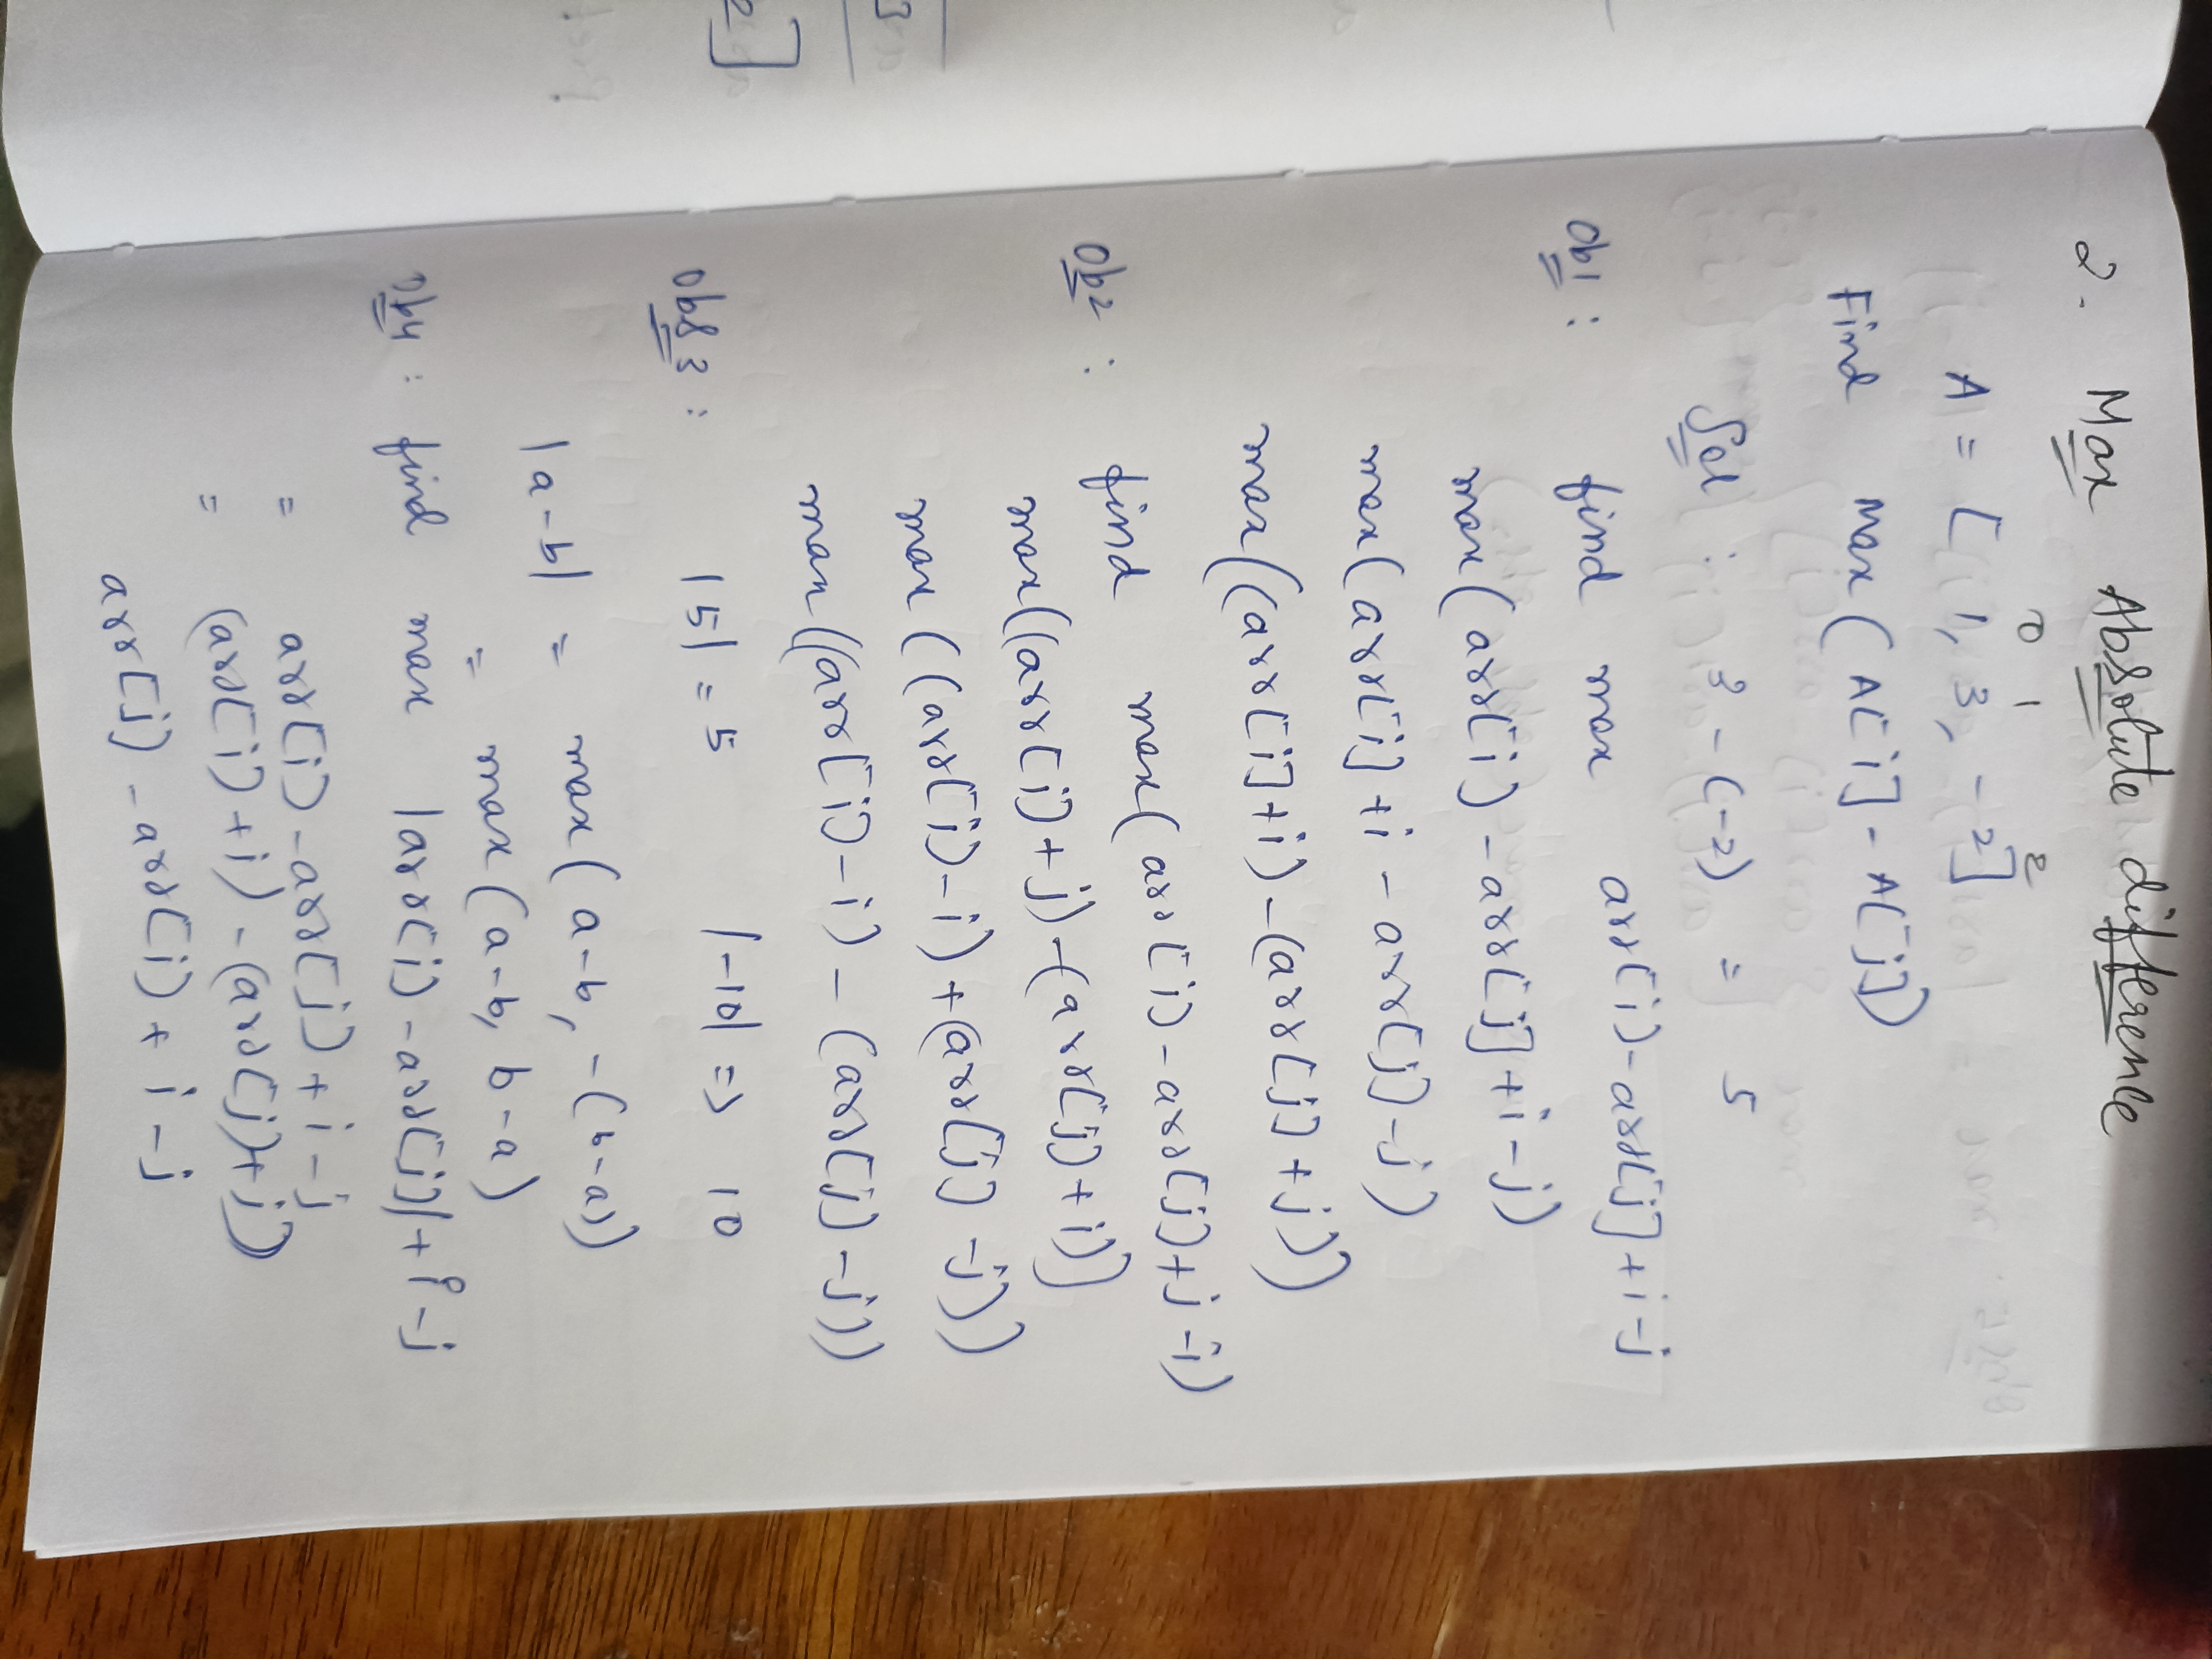 2. Max Absolute difference
0 1 2
A = [1, 3, -2]
Find Max (A[i] - A[j])
Sol 3 - (-2) = 5
Ob1 : find max arr[i] - arr[j] + i - j
max (arr[i] - arr[j] + i - j)
max (arr[i] + i - arr[j] - j)
max ((arr[i] + i) - (arr[j] + j))
Ob2 : find max (arr[i] - arr[j] + j - i)
max ((arr[i] + j) - (arr[j] + i))
max ((arr[i] - i) + (arr[j] - j))
max ((arr[i] - i) - (arr[j] - j))
Obs3 : |5| = 5 |-10| => 10
|a-b| = max (a-b, -(b-a))
= max (a-b, b-a)
Ob4 : find max |arr[i] - arr[j]| + i - j
= arr[i] - arr[j] + i - j
= (arr[i] + i) - (arr[j] + j)
arr[j] - arr[i] + i - j